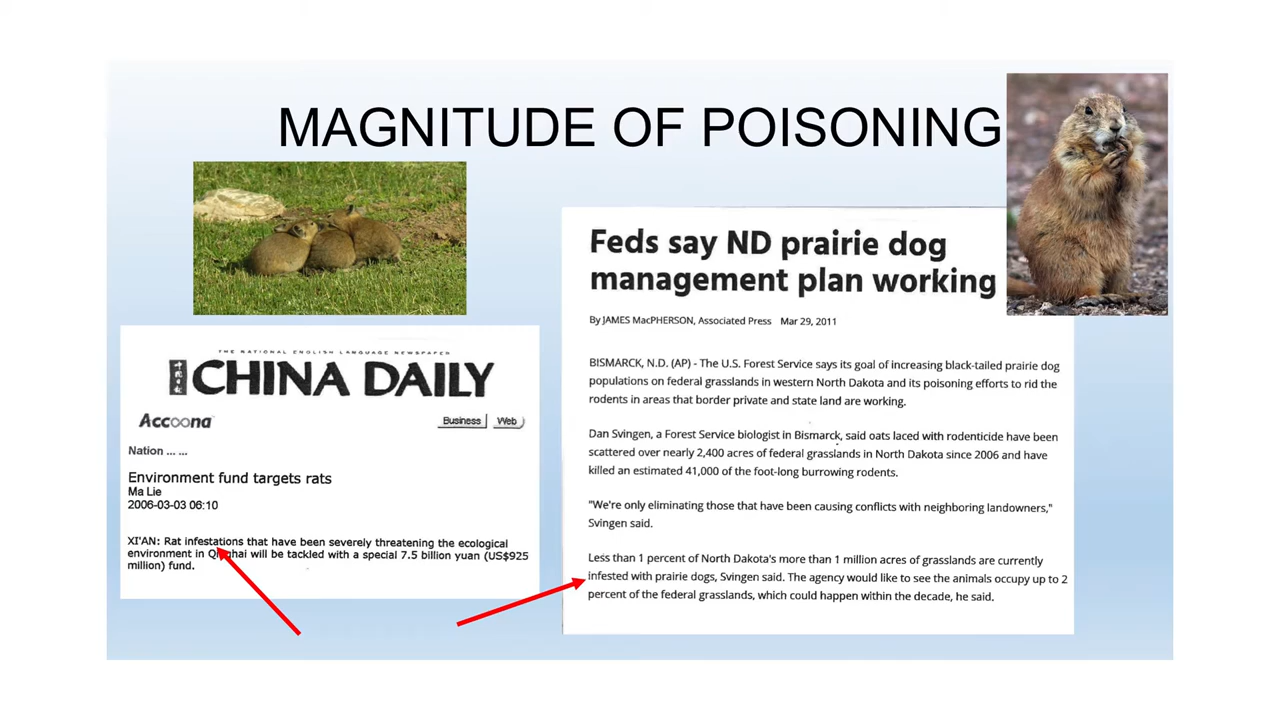 MAGNITUDE OF POISONING
THE NATIONAL ENGLISH LANGUAGE NEWSPAPER
中国日报
CHINA DAILY
Accoona
Business Web
Nation ... ...
Environment fund targets rats
Ma Lie
2006-03-03 06:10
XI'AN: Rat infestations that have been severely threatening the ecological
environment in Qinghai will be tackled with a special 7.5 billion yuan (US$925
million) fund.
Feds say ND prairie dog
management plan working
By JAMES MacPHERSON, Associated Press Mar 29, 2011
BISMARCK, N.D. (AP) - The U.S. Forest Service says its goal of increasing black-tailed prairie dog
populations on federal grasslands in western North Dakota and its poisoning efforts to rid the
rodents in areas that border private and state land are working.
Dan Svingen, a Forest Service biologist in Bismarck, said oats laced with rodenticide have been
scattered over nearly 2,400 acres of federal grasslands in North Dakota since 2006 and have
killed an estimated 41,000 of the foot-long burrowing rodents.
"We're only eliminating those that have been causing conflicts with neighboring landowners,"
Svingen said.
Less than 1 percent of North Dakota's more than 1 million acres of grasslands are currently
infested with prairie dogs, Svingen said. The agency would like to see the animals occupy up to 2
percent of the federal grasslands, which could happen within the decade, he said.